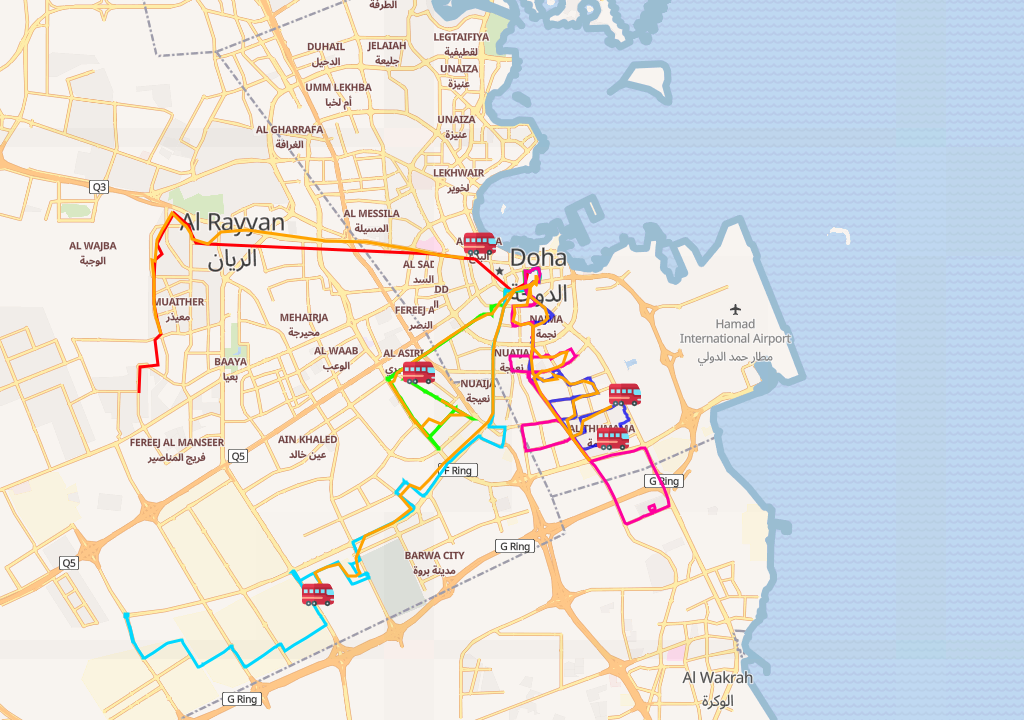 الطرفة
LEGTAIFIYA
لقطيفية
DUHAIL
الدحيل
JELAIAH
جليعة
UNAIZA
عنيزة
UMM LEKHBA
أم لخبا
UNAIZA
عنيزة
AL GHARRAFA
الغرافة
LEKHWAIR
لخوير
Q3
AL MESSILA
المسيلة
Al Rayyan
الريان
AL WAJBA
الوجبة
Doha
الدوحة
AL SAD
السد
DD
MUAITHER
معيذر
MEHAIRJA
محيرجة
FEREEJ A
النصر
NAJMA
نجمة
Hamad
International Airport
مطار حمد الدولي
BAAYA
بعيا
AL WAAB
الوعب
AL ASIRI
NUAIJA
نعيجة
NUAIJA
نعيجة
AL THUMAMA
FEREEJ AL MANSEER
فريج المناصير
Q5
AIN KHALED
عين خالد
F Ring
G Ring
G Ring
Q5
BARWA CITY
مدينة بروة
G Ring
Al Wakrah
الوكرة